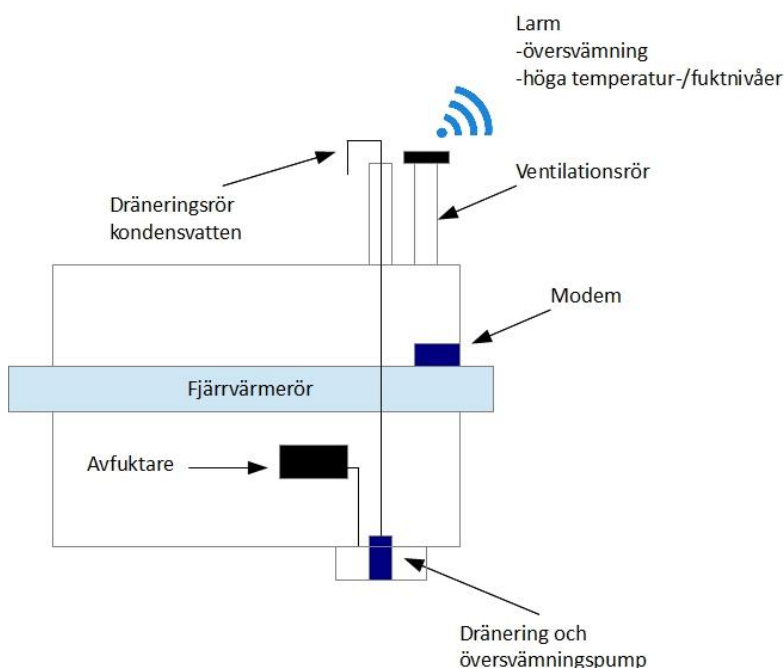 Larm
-översvämning
-höga temperatur-/fuktnivåer
Ventilationsrör
Dräneringsrör
kondensvatten
Modem
Fjärrvärmerör
Avfuktare
Dränering och
översvämningspump